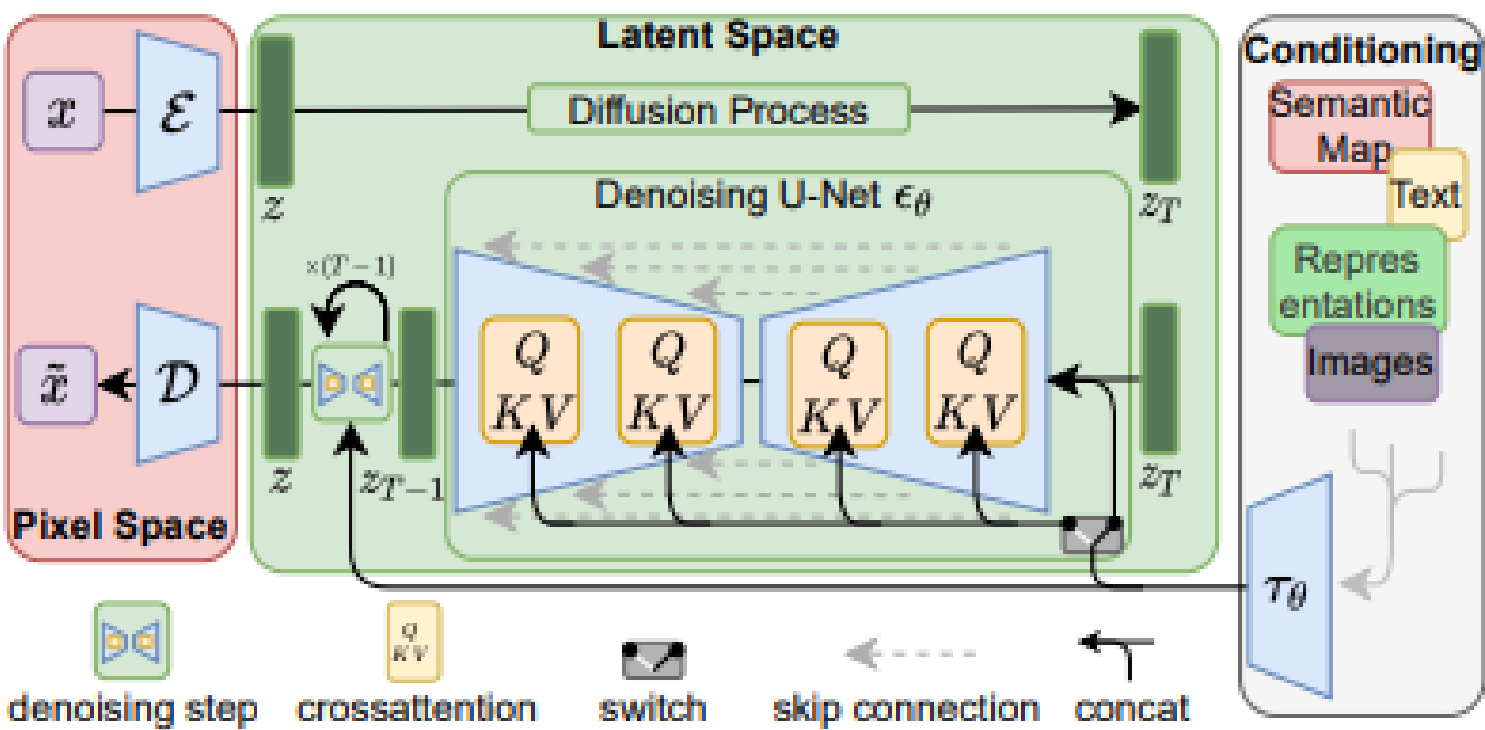 Latent Space
Conditioning
x
ℰ
Diffusion Process
Semantic
Map
Text
z
Denoising U-Net ϵ_θ
z_T
Repres
entations
×(T−1)
Q
KV
Q
KV
Q
KV
Q
KV
Images
x̃
𝒟
z
z_{T−1}
z_T
Pixel Space
τ_θ
Q
KV
denoising step
crossattention
switch
skip connection
concat